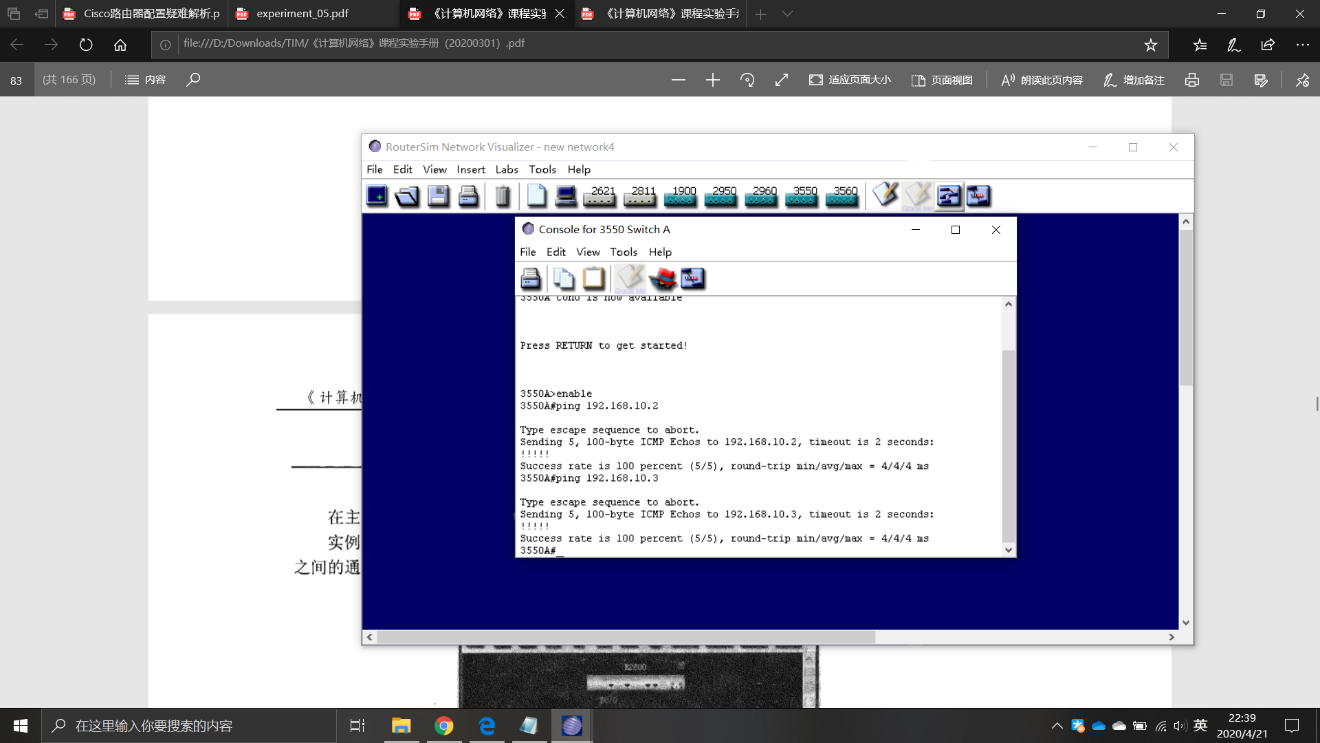 Cisco路由器配置疑难解析.p
experiment_05.pdf
《计算机网络》课程实验
《计算机网络》课程实验手册
file:///D:/Downloads/TIM/《计算机网络》课程实验手册（20200301）.pdf
83 (共 166 页)
内容
适应页面大小
页面视图
朗读此页内容
增加备注
RouterSim Network Visualizer - new network4
File Edit View Insert Labs Tools Help
2621 2811 1900 2950 2960 3550 3560
Console for 3550 Switch A
File Edit View Tools Help
3550A con0 is now available
Press RETURN to get started!
3550A>enable
3550A#ping 192.168.10.2
Type escape sequence to abort.
Sending 5, 100-byte ICMP Echos to 192.168.10.2, timeout is 2 seconds:
!!!!!
Success rate is 100 percent (5/5), round-trip min/avg/max = 4/4/4 ms
3550A#ping 192.168.10.3
Type escape sequence to abort.
Sending 5, 100-byte ICMP Echos to 192.168.10.3, timeout is 2 seconds:
!!!!!
Success rate is 100 percent (5/5), round-trip min/avg/max = 4/4/4 ms
3550A#_
《计算机
在主
实例
之间的通
在这里输入你要搜索的内容
英
22:39
2020/4/21